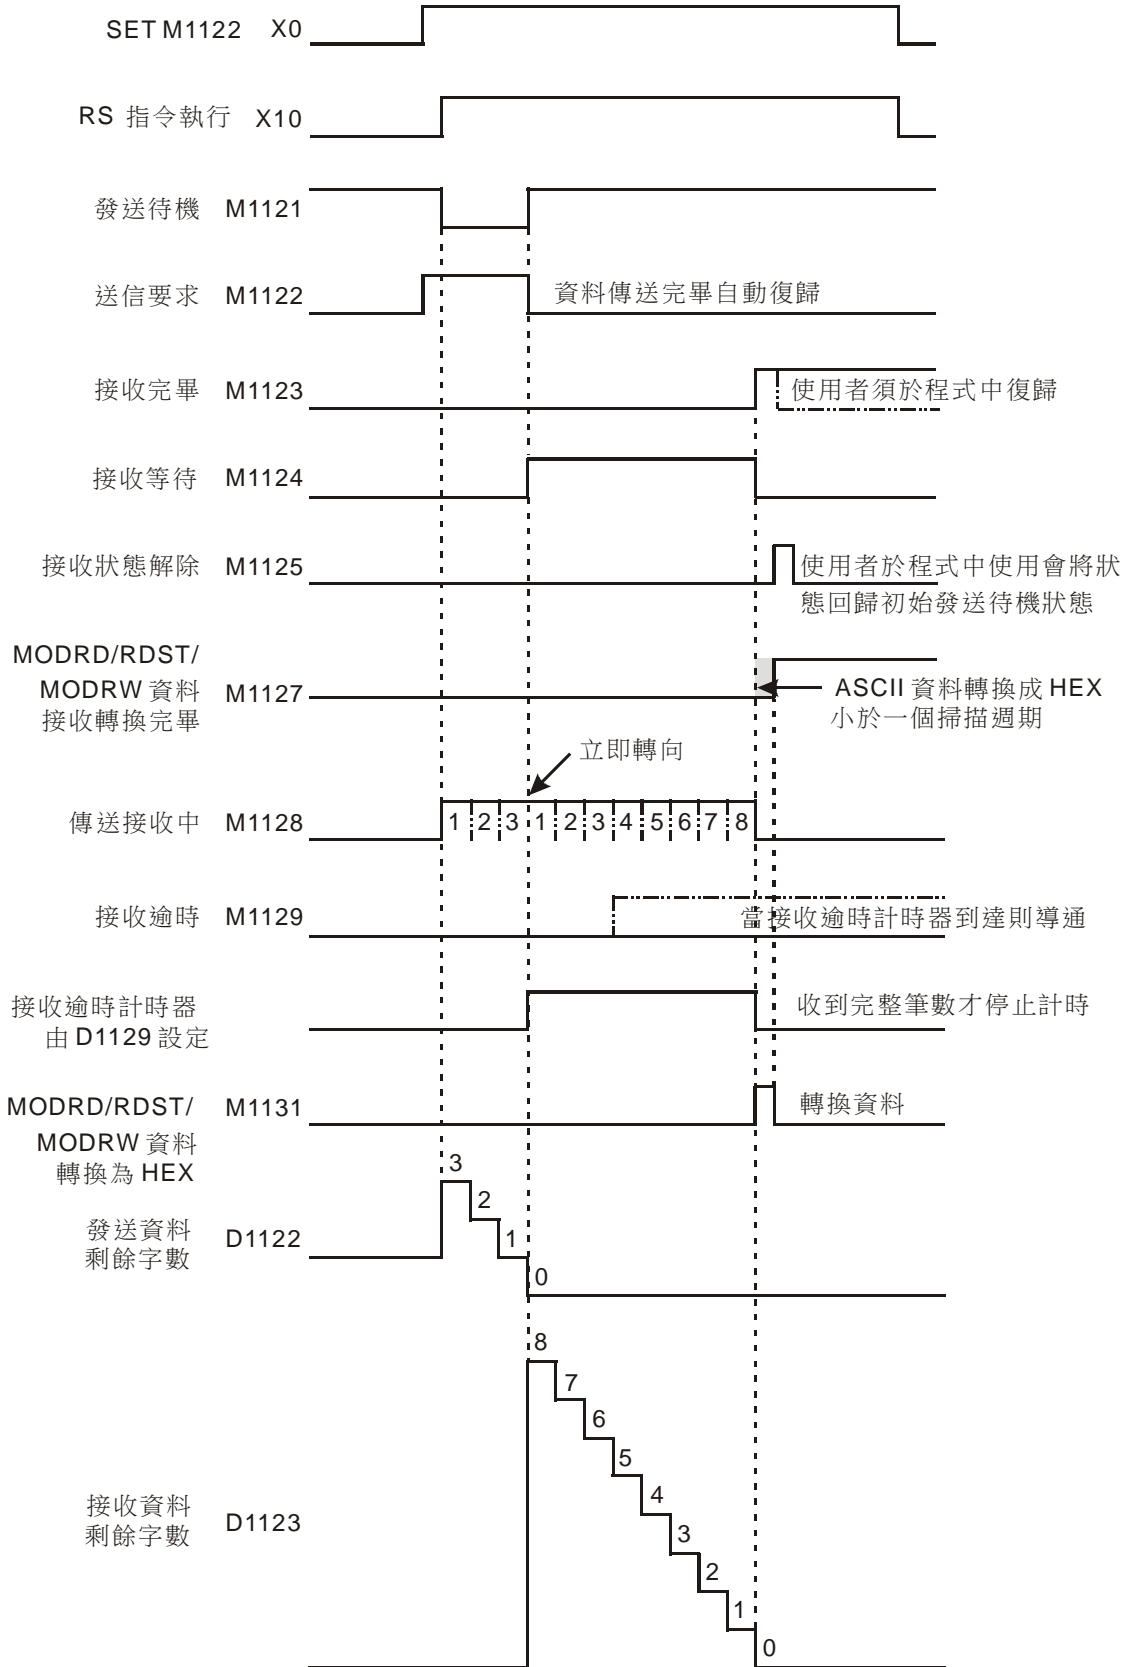 SET M1122 X0
RS 指令執行 X10
發送待機 M1121
送信要求 M1122 資料傳送完畢自動復歸
接收完畢 M1123 使用者須於程式中復歸
接收等待 M1124
接收狀態解除 M1125 使用者於程式中使用會將狀
態回歸初始發送待機狀態
MODRD/RDST/
MODRW 資料 M1127 ASCII 資料轉換成 HEX
接收轉換完畢 小於一個掃描週期
立即轉向
傳送接收中 M1128 1 2 3 1 2 3 4 5 6 7 8
接收逾時 M1129 當接收逾時計時器到達則導通
接收逾時計時器 收到完整筆數才停止計時
由 D1129 設定
MODRD/RDST/ M1131 轉換資料
MODRW 資料
轉換為 HEX
3
2
1
0
發送資料 D1122
剩餘字數
8
7
6
5
4
3
2
1
0
接收資料 D1123
剩餘字數